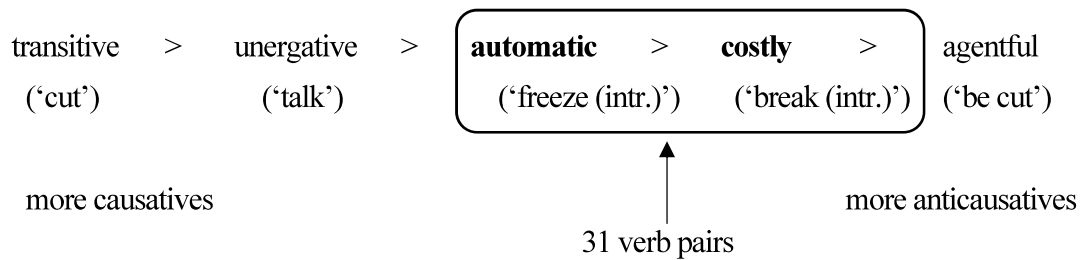 transitive > unergative > automatic > costly > agentful
(‘cut’) (‘talk’) (‘freeze (intr.)’) (‘break (intr.)’) (‘be cut’)
more causatives more anticausatives
31 verb pairs